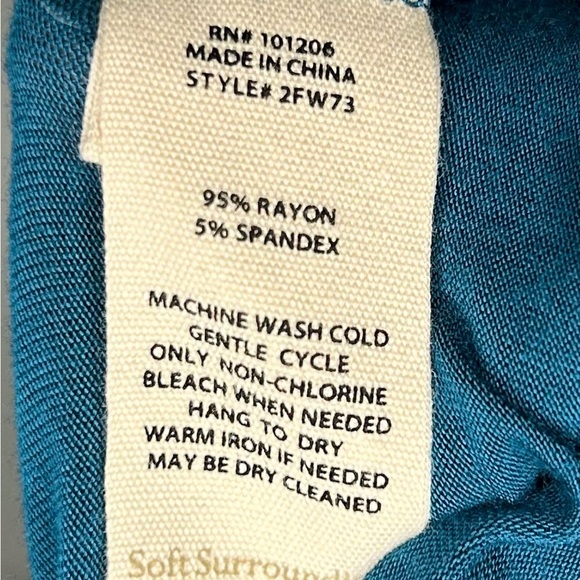 RN# 101206
MADE IN CHINA
STYLE# 2FW73
95% RAYON
5% SPANDEX
MACHINE WASH COLD
GENTLE CYCLE
ONLY NON-CHLORINE
BLEACH WHEN NEEDED
HANG TO DRY
WARM IRON IF NEEDED
MAY BE DRY CLEANED
Soft